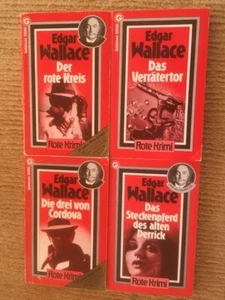 Edgar
Wallace
Der
rote Kreis
Rote Krimi
Edgar
Wallace
Das
Verrätertor
Rote Krimi
Edgar
Wallace
Die drei von
Cordova
Rote Krimi
Edgar
Wallace
Das
Steckenpferd
des alten
Derrick
Rote Krimi